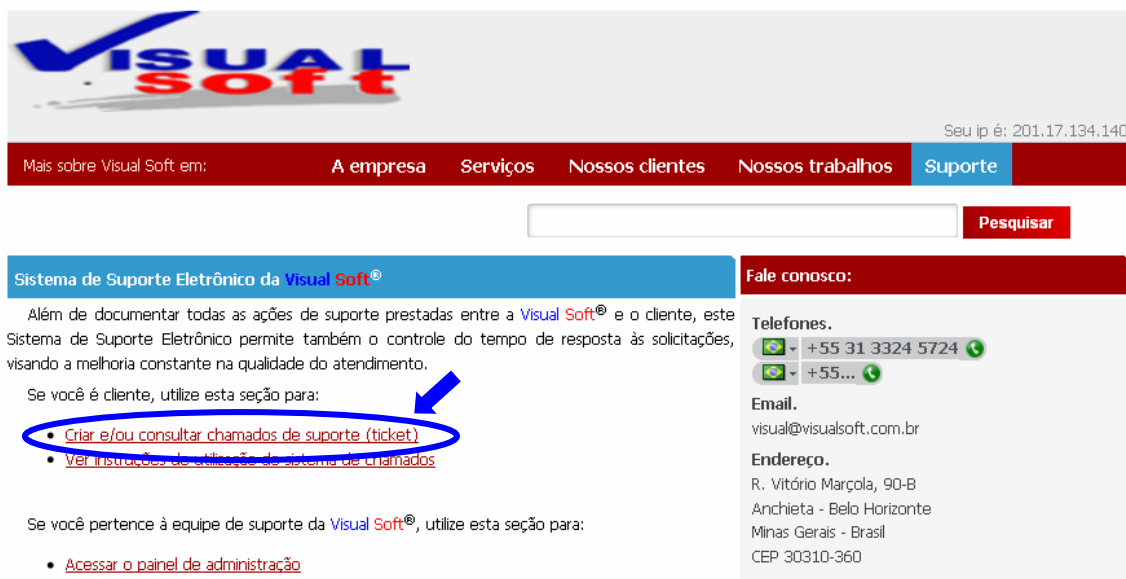 VISUAL
Soft
Seu ip é: 201.17.134.140
Mais sobre Visual Soft em:
A empresa
Serviços
Nossos clientes
Nossos trabalhos
Suporte
Pesquisar
Sistema de Suporte Eletrônico da Visual Soft®
Além de documentar todas as ações de suporte prestadas entre a Visual Soft® e o cliente, este
Sistema de Suporte Eletrônico permite também o controle do tempo de resposta às solicitações,
visando a melhoria constante na qualidade do atendimento.
Se você é cliente, utilize esta seção para:
• Criar e/ou consultar chamados de suporte (ticket)
• Ver instruções de utilização do sistema de chamados
Se você pertence à equipe de suporte da Visual Soft®, utilize esta seção para:
• Acessar o painel de administração
Fale conosco:
Telefones.
+55 31 3324 5724
+55...
Email.
visual@visualsoft.com.br
Endereço.
R. Vitório Marçola, 90-B
Anchieta - Belo Horizonte
Minas Gerais - Brasil
CEP 30310-360